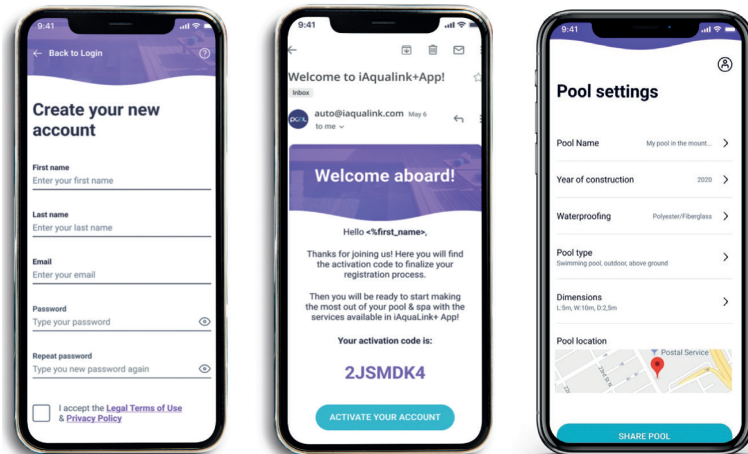 9:41
Back to Login
Create your new
account
First name
Enter your first name
Last name
Enter your last name
Email
Enter your email
Password
Type your password
Repeat password
Type you new password again
I accept the Legal Terms of Use
& Privacy Policy
9:41
Welcome to iAqualink+App!
Inbox
auto@iaqualink.com May 6
to me
Welcome aboard!
Hello <%first_name>,
Thanks for joining us! Here you will find
the activation code to finalize your
registration process.
Then you will be ready to start making
the most out of your pool & spa with the
services available in iAquaLink+ App!
Your activation code is:
2JSMDK4
ACTIVATE YOUR ACCOUNT
9:41
Pool settings
Pool Name My pool in the mount...
Year of construction 2020
Waterproofing Polyester/Fiberglass
Pool type
Swimming pool, outdoor, above ground
Dimensions
L:5m, W:10m, D:2,5m
Pool location
Postal Service
SHARE POOL